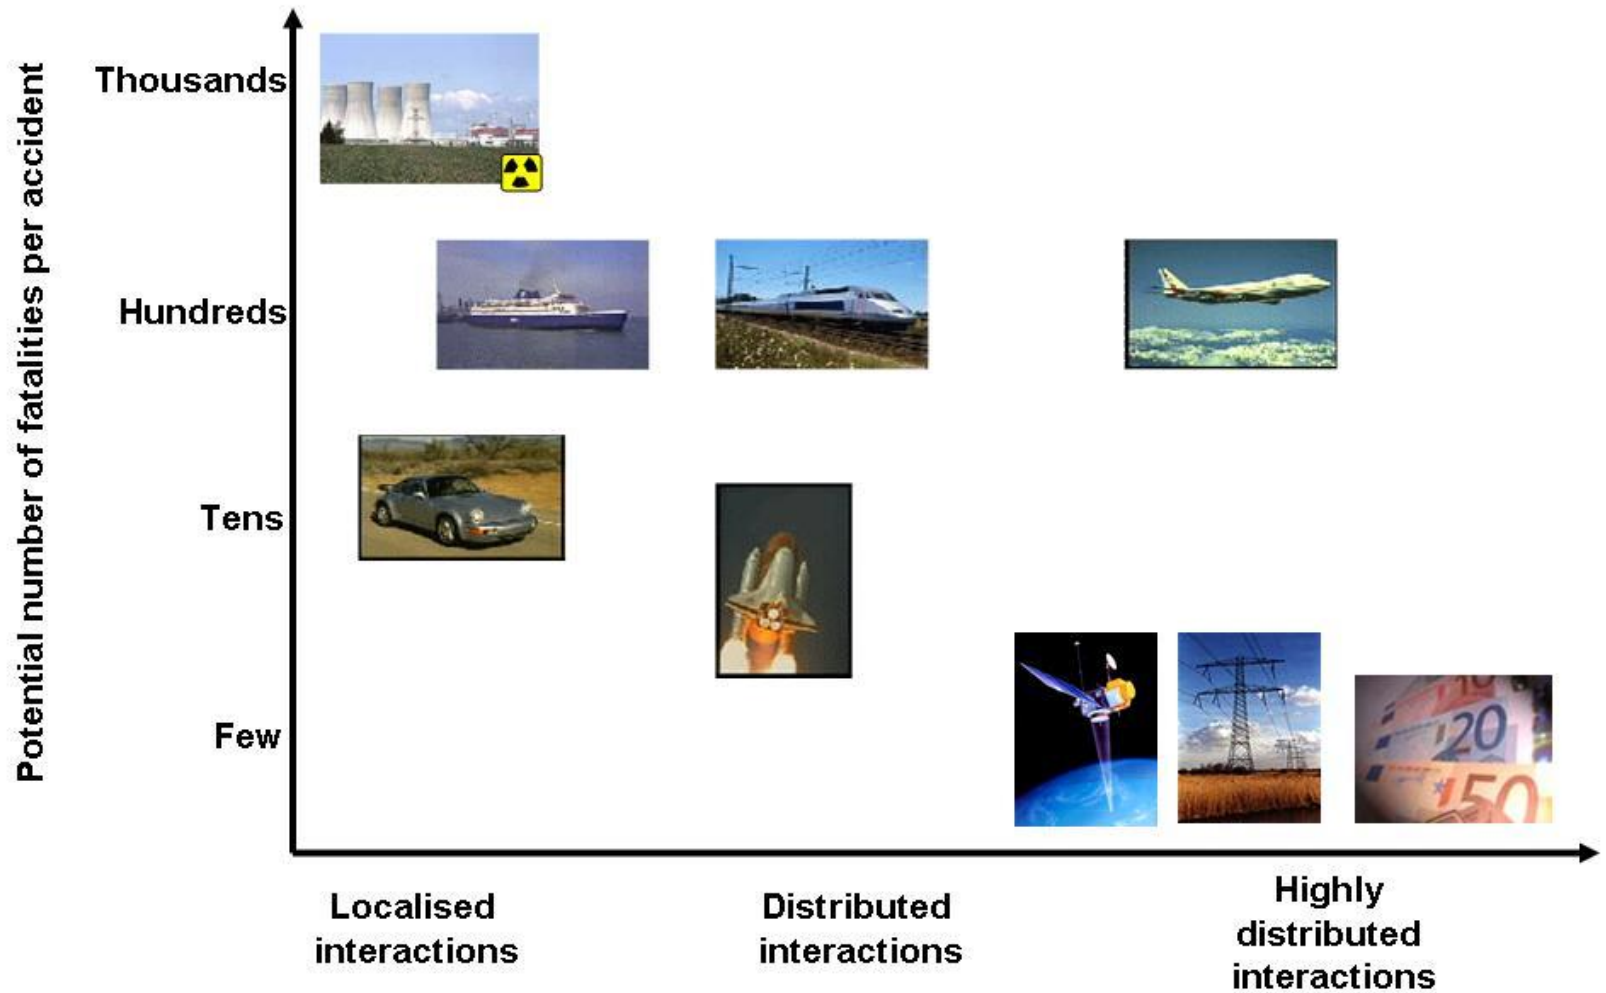 Potential number of fatalities per accident
Thousands
Hundreds
Tens
Few
10
20
50
Localised
interactions
Distributed
interactions
Highly
distributed
interactions